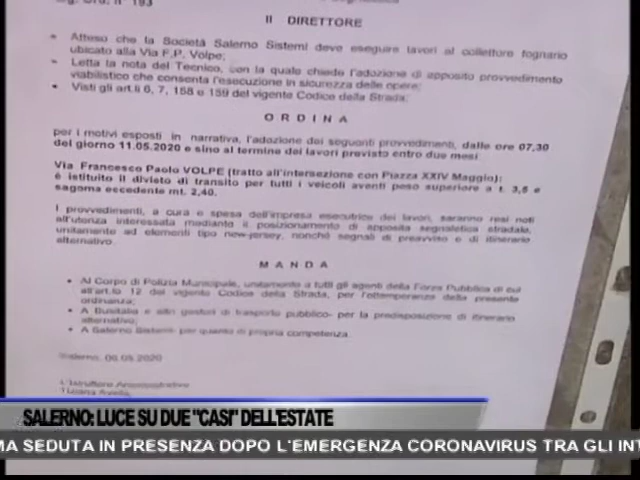 n° 193
Il DIRETTORE
Atteso che la Società Salerno Sistemi deve eseguire lavori al collettore fognario
ubicato alla Via F.P. Volpe;
Letta la nota del Tecnico, con la quale chiede l'adozione di apposito provvedimento
viabilistico che consenta l'esecuzione in sicurezza delle opere;
Visti gli art.li 6, 7, 158 e 159 del vigente Codice della Strada;
O R D I N A
per i motivi esposti in narrativa, l'adozione dei seguenti provvedimenti, dalle ore 07,30
del giorno 11.05.2020 e sino al termine dei lavori previsto entro due mesi:
Via Francesco Paolo VOLPE (tratto all'intersezione con Piazza XXIV Maggio):
è istituito il divieto di transito per tutti i veicoli aventi peso superiore a t. 3,5 e
sagoma eccedente mt. 2,40.
I provvedimenti, a cura e spesa dell'impresa esecutrice dei lavori, saranno resi noti
all'utenza interessata mediante il posizionamento di apposita segnaletica stradale,
unitamente ad elementi tipo new-jersey, nonchè segnali di preavviso e di itinerario
alternativo.
M A N D A
Al Corpo di Polizia Municipale, unitamente a tutti gli agenti della Forza Pubblica di cui
all'art.lo 12 del vigente Codice della Strada, per l'ottemperanza della presente
ordinanza;
A Busitalia e altri gestori di trasporto pubblico- per la predisposizione di itinerario
alternativo;
A Salerno Sistemi- per quanto di propria competenza.
Salerno, 06.05.2020
L'Istruttore Amministrativo
Tiziana
SALERNO: LUCE SU DUE "CASI" DELL'ESTATE
MA SEDUTA IN PRESENZA DOPO L'EMERGENZA CORONAVIRUS TRA GLI INT